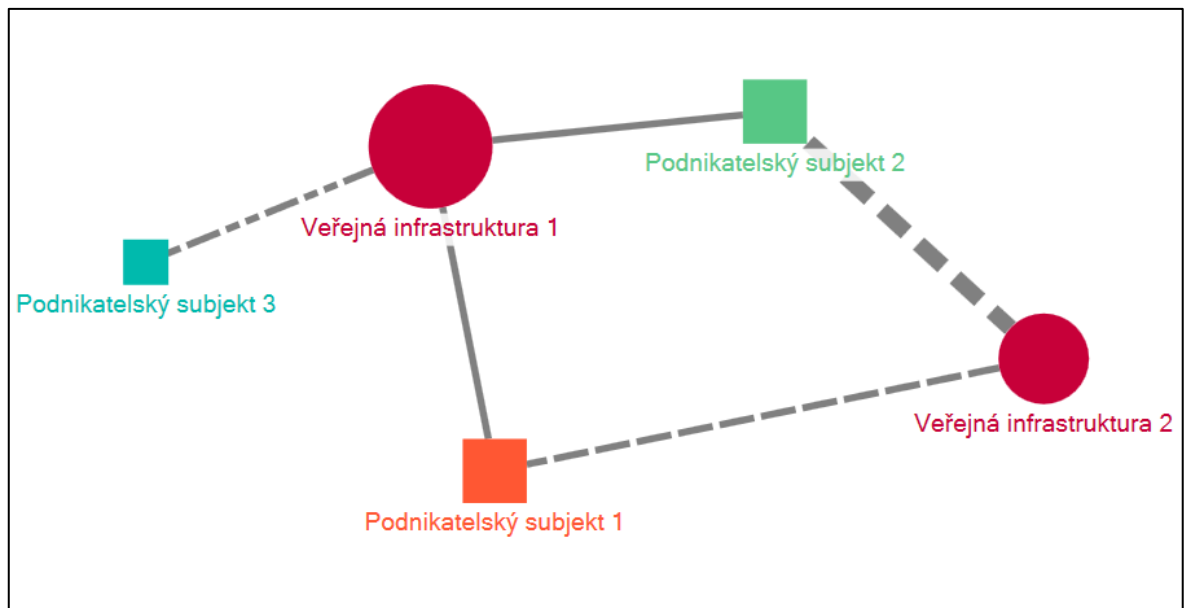 Podnikatelský subjekt 2
Veřejná infrastruktura 1
Podnikatelský subjekt 3
Veřejná infrastruktura 2
Podnikatelský subjekt 1